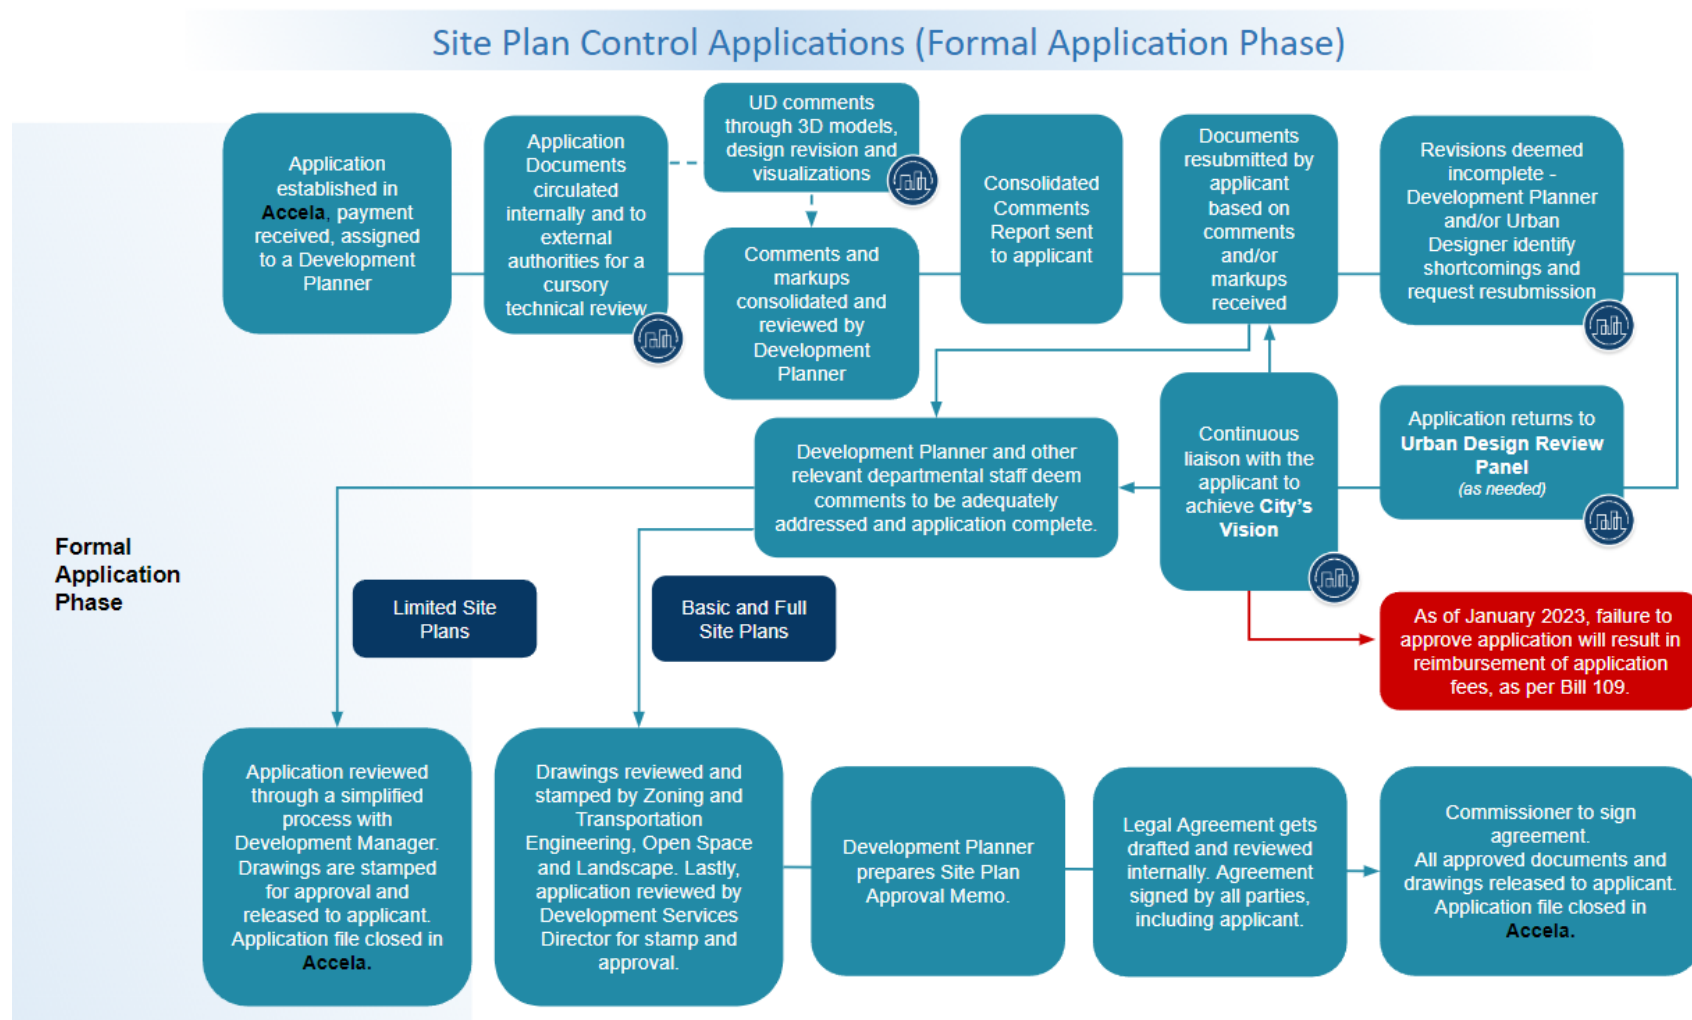 Site Plan Control Applications (Formal Application Phase)
Application
established in
Accela, payment
received, assigned
to a Development
Planner
Application
Documents
circulated
internally and to
external
authorities for a
cursory
technical review
UD comments
through 3D models,
design revision and
visualizations
Comments and
markups
consolidated and
reviewed by
Development
Planner
Consolidated
Comments
Report sent
to applicant
Documents
resubmitted by
applicant
based on
comments
and/or
markups
received
Revisions deemed
incomplete -
Development Planner
and/or Urban
Designer identify
shortcomings and
request resubmission
Application returns to
Urban Design Review
Panel
(as needed)
Continuous
liaison with the
applicant to
achieve City's
Vision
Development Planner and other
relevant departmental staff deem
comments to be adequately
addressed and application complete.
As of January 2023, failure to
approve application will result in
reimbursement of application
fees, as per Bill 109.
Formal
Application
Phase
Limited Site
Plans
Basic and Full
Site Plans
Application reviewed
through a simplified
process with
Development Manager.
Drawings are stamped
for approval and
released to applicant.
Application file closed in
Accela.
Drawings reviewed and
stamped by Zoning and
Transportation
Engineering, Open Space
and Landscape. Lastly,
application reviewed by
Development Services
Director for stamp and
approval.
Development Planner
prepares Site Plan
Approval Memo.
Legal Agreement gets
drafted and reviewed
internally. Agreement
signed by all parties,
including applicant.
Commissioner to sign
agreement.
All approved documents and
drawings released to applicant.
Application file closed in
Accela.